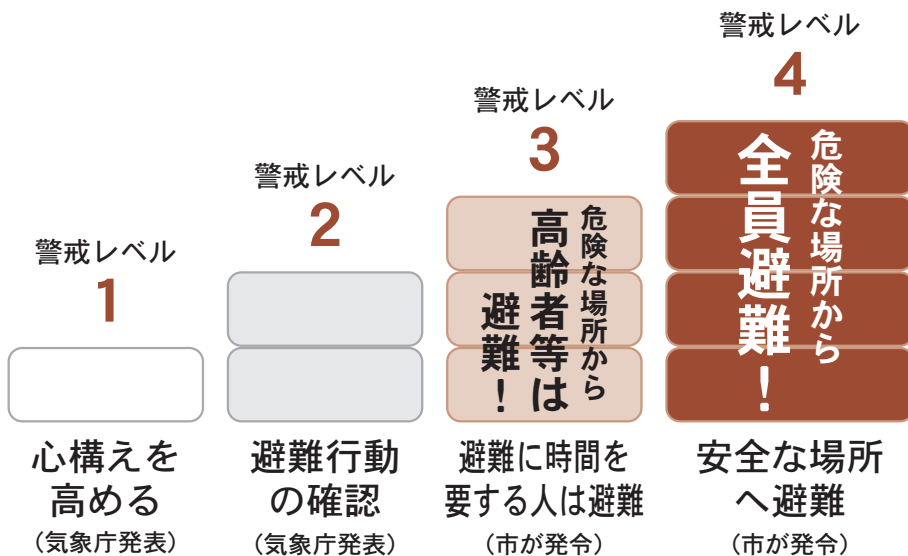 警戒レベル
1
心構えを
高める
（気象庁発表）
警戒レベル
2
避難行動
の確認
（気象庁発表）
警戒レベル
3
危険な場所から
高齢者等は
避難！
避難に時間を
要する人は避難
（市が発令）
警戒レベル
4
危険な場所から
全員避難！
安全な場所
へ避難
（市が発令）